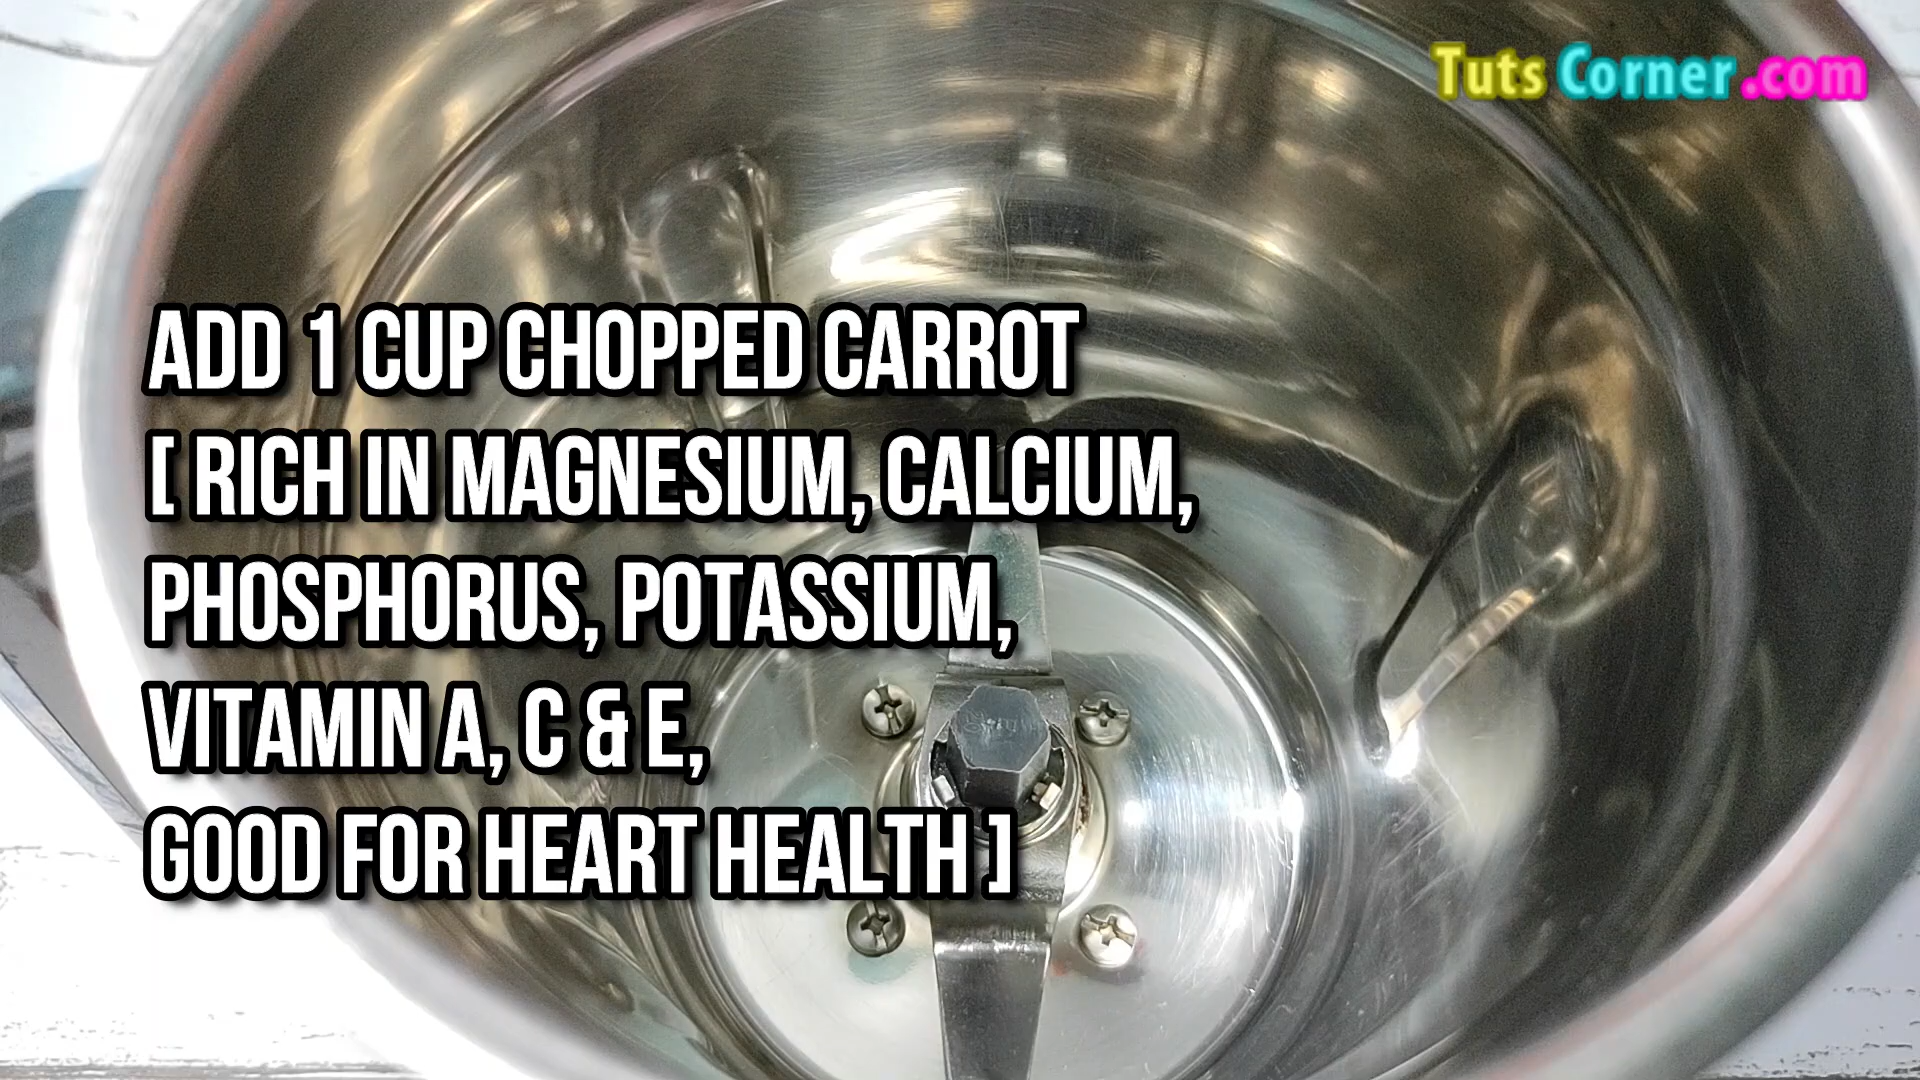 Tuts Corner .com
ADD 1 CUP CHOPPED CARROT
[ RICH IN MAGNESIUM, CALCIUM,
PHOSPHORUS, POTASSIUM,
VITAMIN A, C & E,
GOOD FOR HEART HEALTH ]